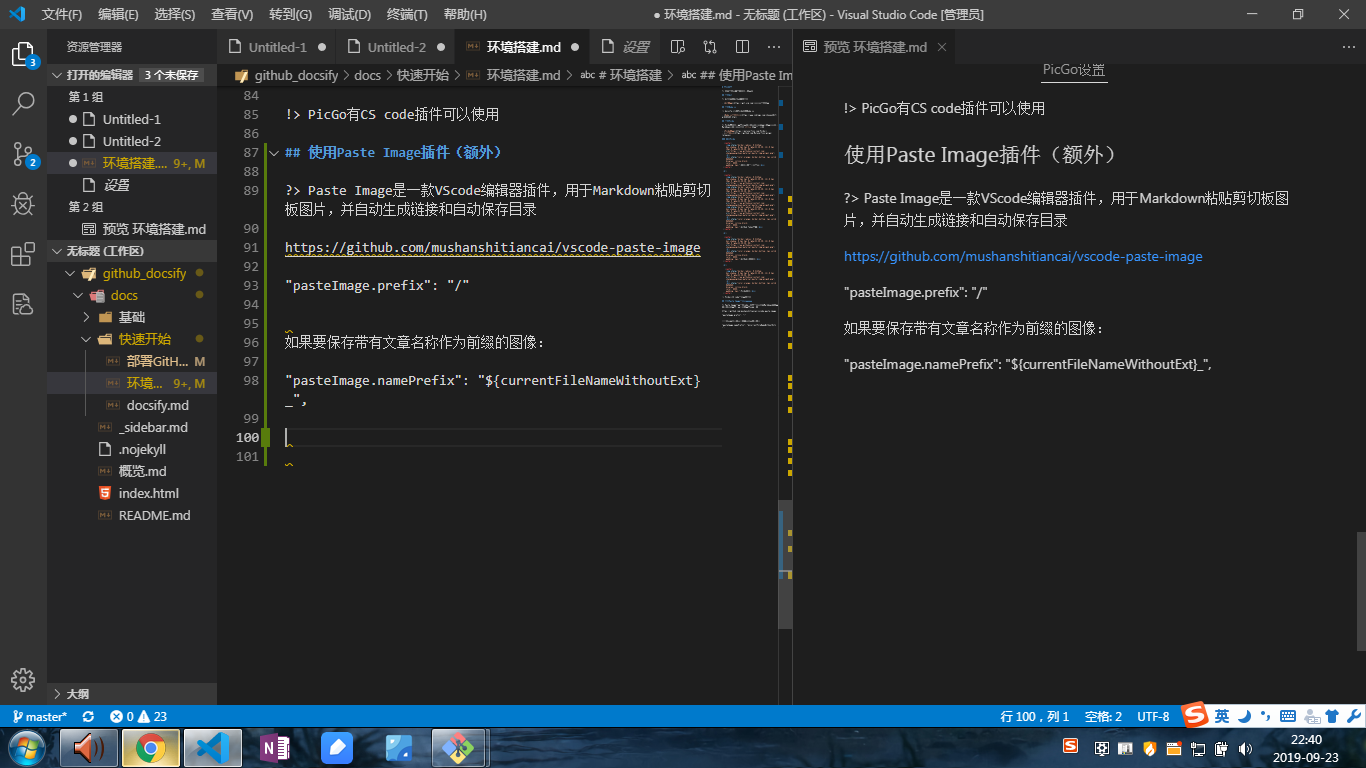 文件(F) 编辑(E) 选择(S) 查看(V) 转到(G) 调试(D) 终端(T) 帮助(H) ● 环境搭建.md - 无标题 (工作区) - Visual Studio Code [管理员]
资源管理器
Untitled-1 ● Untitled-2 ● 环境搭建.md ● 设置
预览 环境搭建.md
打开的编辑器 3 个未保存
github_docsify > docs > 快速开始 > 环境搭建.md > abc # 环境搭建 > abc ## 使用Paste Im
第 1 组
Untitled-1
Untitled-2
环境搭建.... 9+, M
设置
第 2 组
预览 环境搭建.md
无标题 (工作区)
github_docsify
docs
基础
快速开始
部署GitH... M
环境... 9+, M
docsify.md
_sidebar.md
.nojekyll
概览.md
index.html
README.md
大纲
3
2
84
85 !> PicGo有CS code插件可以使用
86
87 ## 使用Paste Image插件（额外）
88
89 ?> Paste Image是一款VScode编辑器插件，用于Markdown粘贴剪切
板图片，并自动生成链接和自动保存目录
90
91 https://github.com/mushanshitiancai/vscode-paste-image
92
93 "pasteImage.prefix": "/"
94
95
96 如果要保存带有文章名称作为前缀的图像：
97
98 "pasteImage.namePrefix": "${currentFileNameWithoutExt}
_",
99
100
101
PicGo设置
!> PicGo有CS code插件可以使用
使用Paste Image插件（额外）
?> Paste Image是一款VScode编辑器插件，用于Markdown粘贴剪切板图
片，并自动生成链接和自动保存目录
https://github.com/mushanshitiancai/vscode-paste-image
"pasteImage.prefix": "/"
如果要保存带有文章名称作为前缀的图像：
"pasteImage.namePrefix": "${currentFileNameWithoutExt}_",
master* 0 23 行 100，列 1 空格: 2 UTF-8 英
22:40
2019-09-23